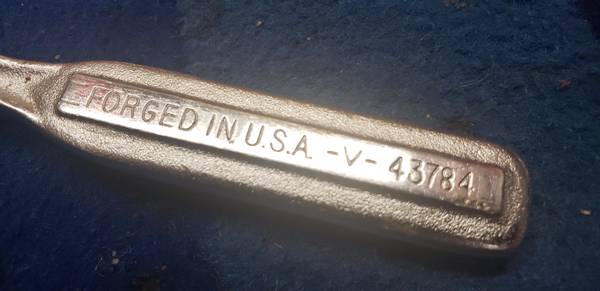 FORGED IN U.S.A. -V- 43784